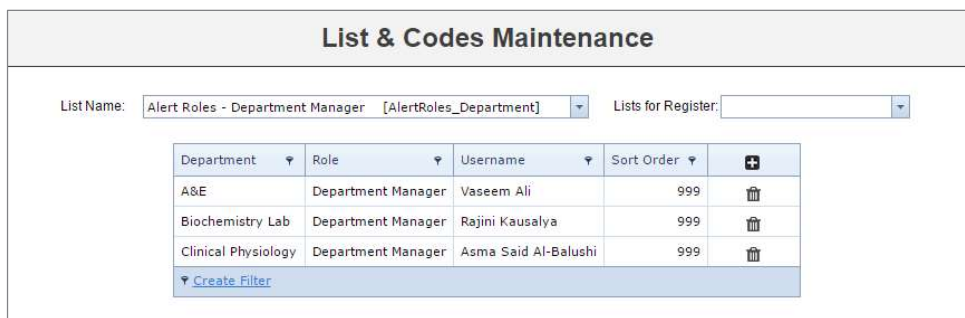 List & Codes Maintenance
List Name: Alert Roles - Department Manager [AlertRoles_Department] Lists for Register:
Department Role Username Sort Order
A&E Department Manager Vaseem Ali 999
Biochemistry Lab Department Manager Rajini Kausalya 999
Clinical Physiology Department Manager Asma Said Al-Balushi 999
Create Filter